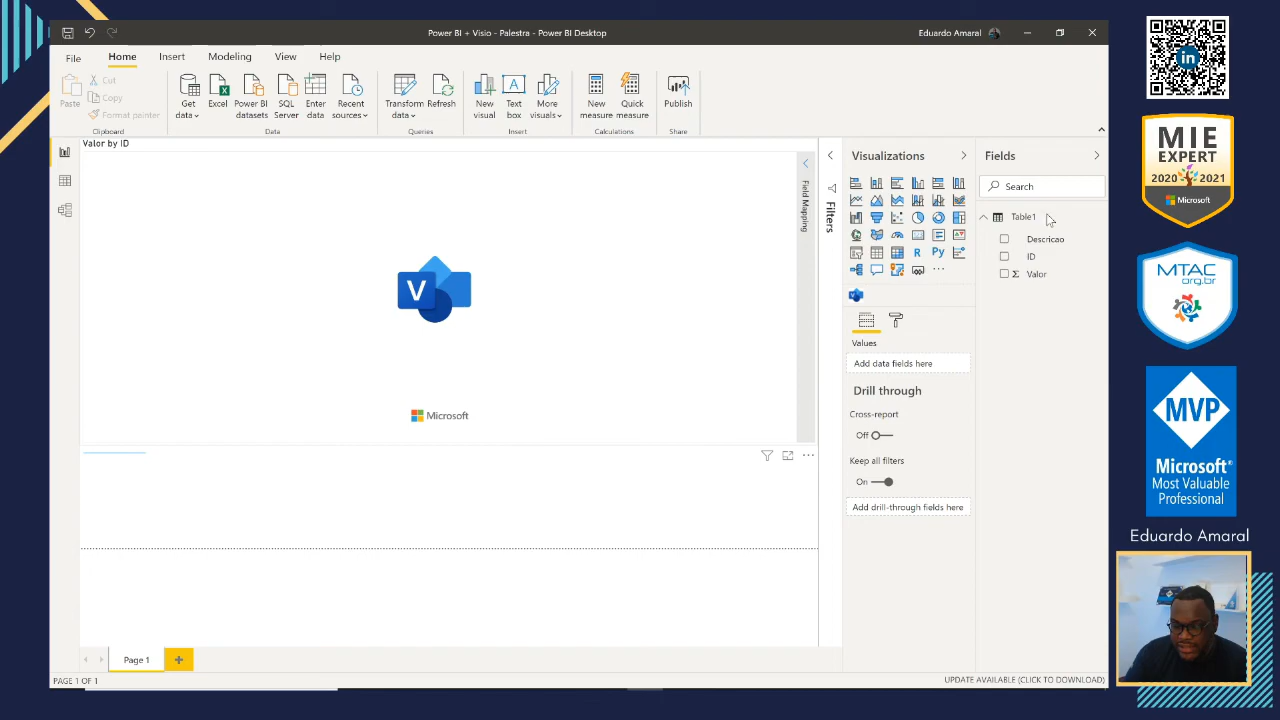 Power BI + Visio - Palestra - Power BI Desktop
Eduardo Amaral
File
Home
Insert
Modeling
View
Help
Paste
Cut
Copy
Format painter
Clipboard
Get data
Excel
Power BI datasets
SQL Server
Enter data
Recent sources
Data
Transform data
Refresh
Queries
New visual
Text box
More visuals
Insert
New measure
Quick measure
Calculations
Publish
Share
Valor by ID
Field Mapping
V
Microsoft
Filters
Visualizations
R
Py
Values
Add data fields here
Drill through
Cross-report
Off
Keep all filters
On
Add drill-through fields here
Fields
Search
Table1
Descricao
ID
Σ Valor
Page 1
PAGE 1 OF 1
UPDATE AVAILABLE (CLICK TO DOWNLOAD)
in
MIE
EXPERT
2020 2021
Microsoft
MTAC
org.br
MVP
Microsoft®
Most Valuable
Professional
Eduardo Amaral